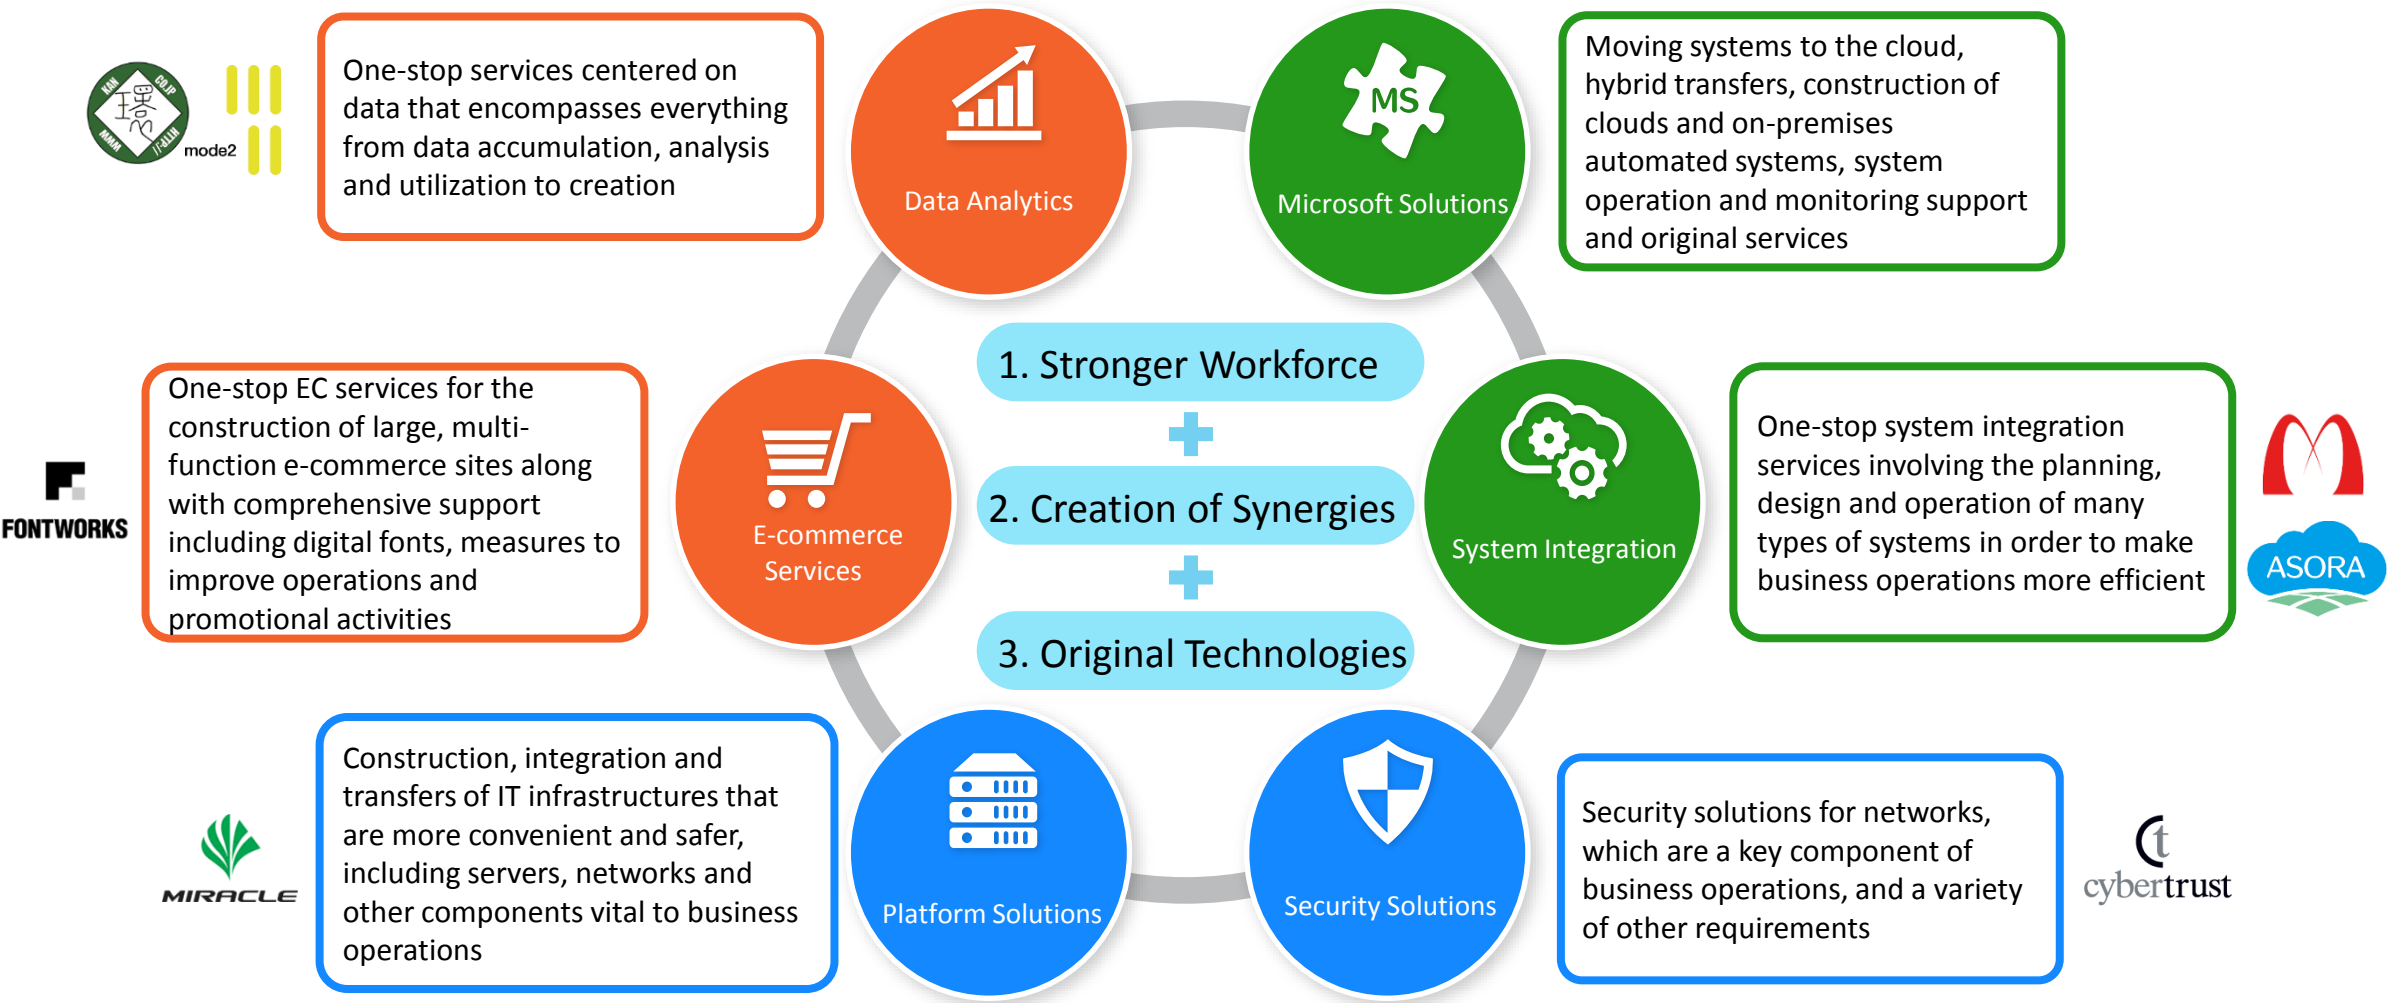 KAN
CO.JP
環
WWW
HTTP://
mode2
One-stop services centered on
data that encompasses everything
from data accumulation, analysis
and utilization to creation
Data Analytics
MS
Microsoft Solutions
Moving systems to the cloud,
hybrid transfers, construction of
clouds and on-premises
automated systems, system
operation and monitoring support
and original services
FONTWORKS
One-stop EC services for the
construction of large, multi-
function e-commerce sites along
with comprehensive support
including digital fonts, measures to
improve operations and
promotional activities
E-commerce
Services
1. Stronger Workforce
2. Creation of Synergies
3. Original Technologies
System Integration
One-stop system integration
services involving the planning,
design and operation of many
types of systems in order to make
business operations more efficient
ASORA
MIRACLE
Construction, integration and
transfers of IT infrastructures that
are more convenient and safer,
including servers, networks and
other components vital to business
operations
Platform Solutions
Security Solutions
Security solutions for networks,
which are a key component of
business operations, and a variety
of other requirements
ct
cybertrust